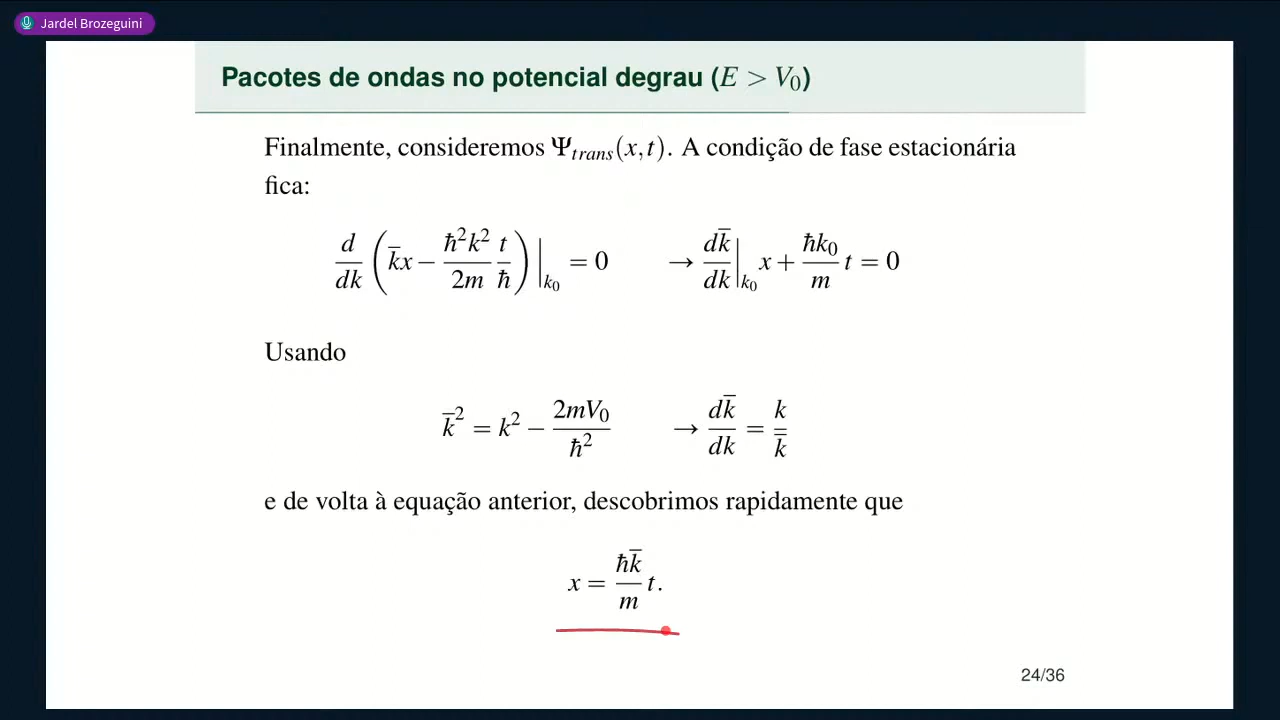 Jardel Brozeguini
Pacotes de ondas no potencial degrau (E > V₀)
Finalmente, consideremos Ψ_trans(x,t). A condição de fase estacionária
fica:
d/dk (k̄x − ħ²k²/2m t/ħ)|_k₀ = 0 → dk̄/dk|_k₀ x + ħk₀/m t = 0
Usando
k̄² = k² − 2mV₀/ħ² → dk̄/dk = k/k̄
e de volta à equação anterior, descobrimos rapidamente que
x = ħk̄/m t.
24/36